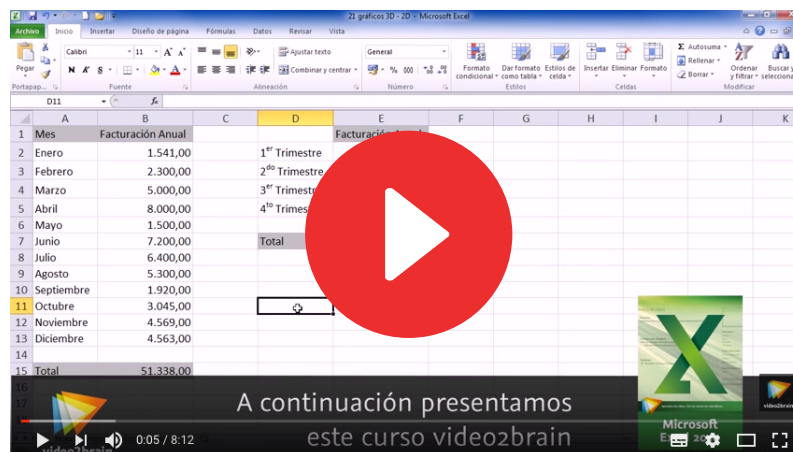 21 gráficos 3D - 2D - Microsoft Excel
Archivo Inicio Insertar Diseño de página Fórmulas Datos Revisar Vista
Calibri 11 Ajustar texto General Σ Autosuma
Pegar N K S Combinar y centrar % 000 Formato condicional Dar formato como tabla Estilos de celda Insertar Eliminar Formato Rellenar Borrar Ordenar y filtrar Buscar y
Portapap... Fuente Alineación Número Estilos Celdas Modificar
D11 fx
A B C D E F G H I J K
1 Mes Facturación Anual
2 Enero 1.541,00 1er Trimestre
3 Febrero 2.300,00 2do Trimestre
4 Marzo 5.000,00 3er
5 Abril 8.000,00 4to
6 Mayo 1.500,00
7 Junio 7.200,00 Total
8 Julio 6.400,00
9 Agosto 5.300,00
10 Septiembre 1.920,00
11 Octubre 3.045,00
12 Noviembre 4.569,00
13 Diciembre 4.563,00
14
15 Total 51.338,00
16
17
A continuación presentamos
este curso video2brain
0:05 / 8:12
video2brain
video2brain
Microsoft